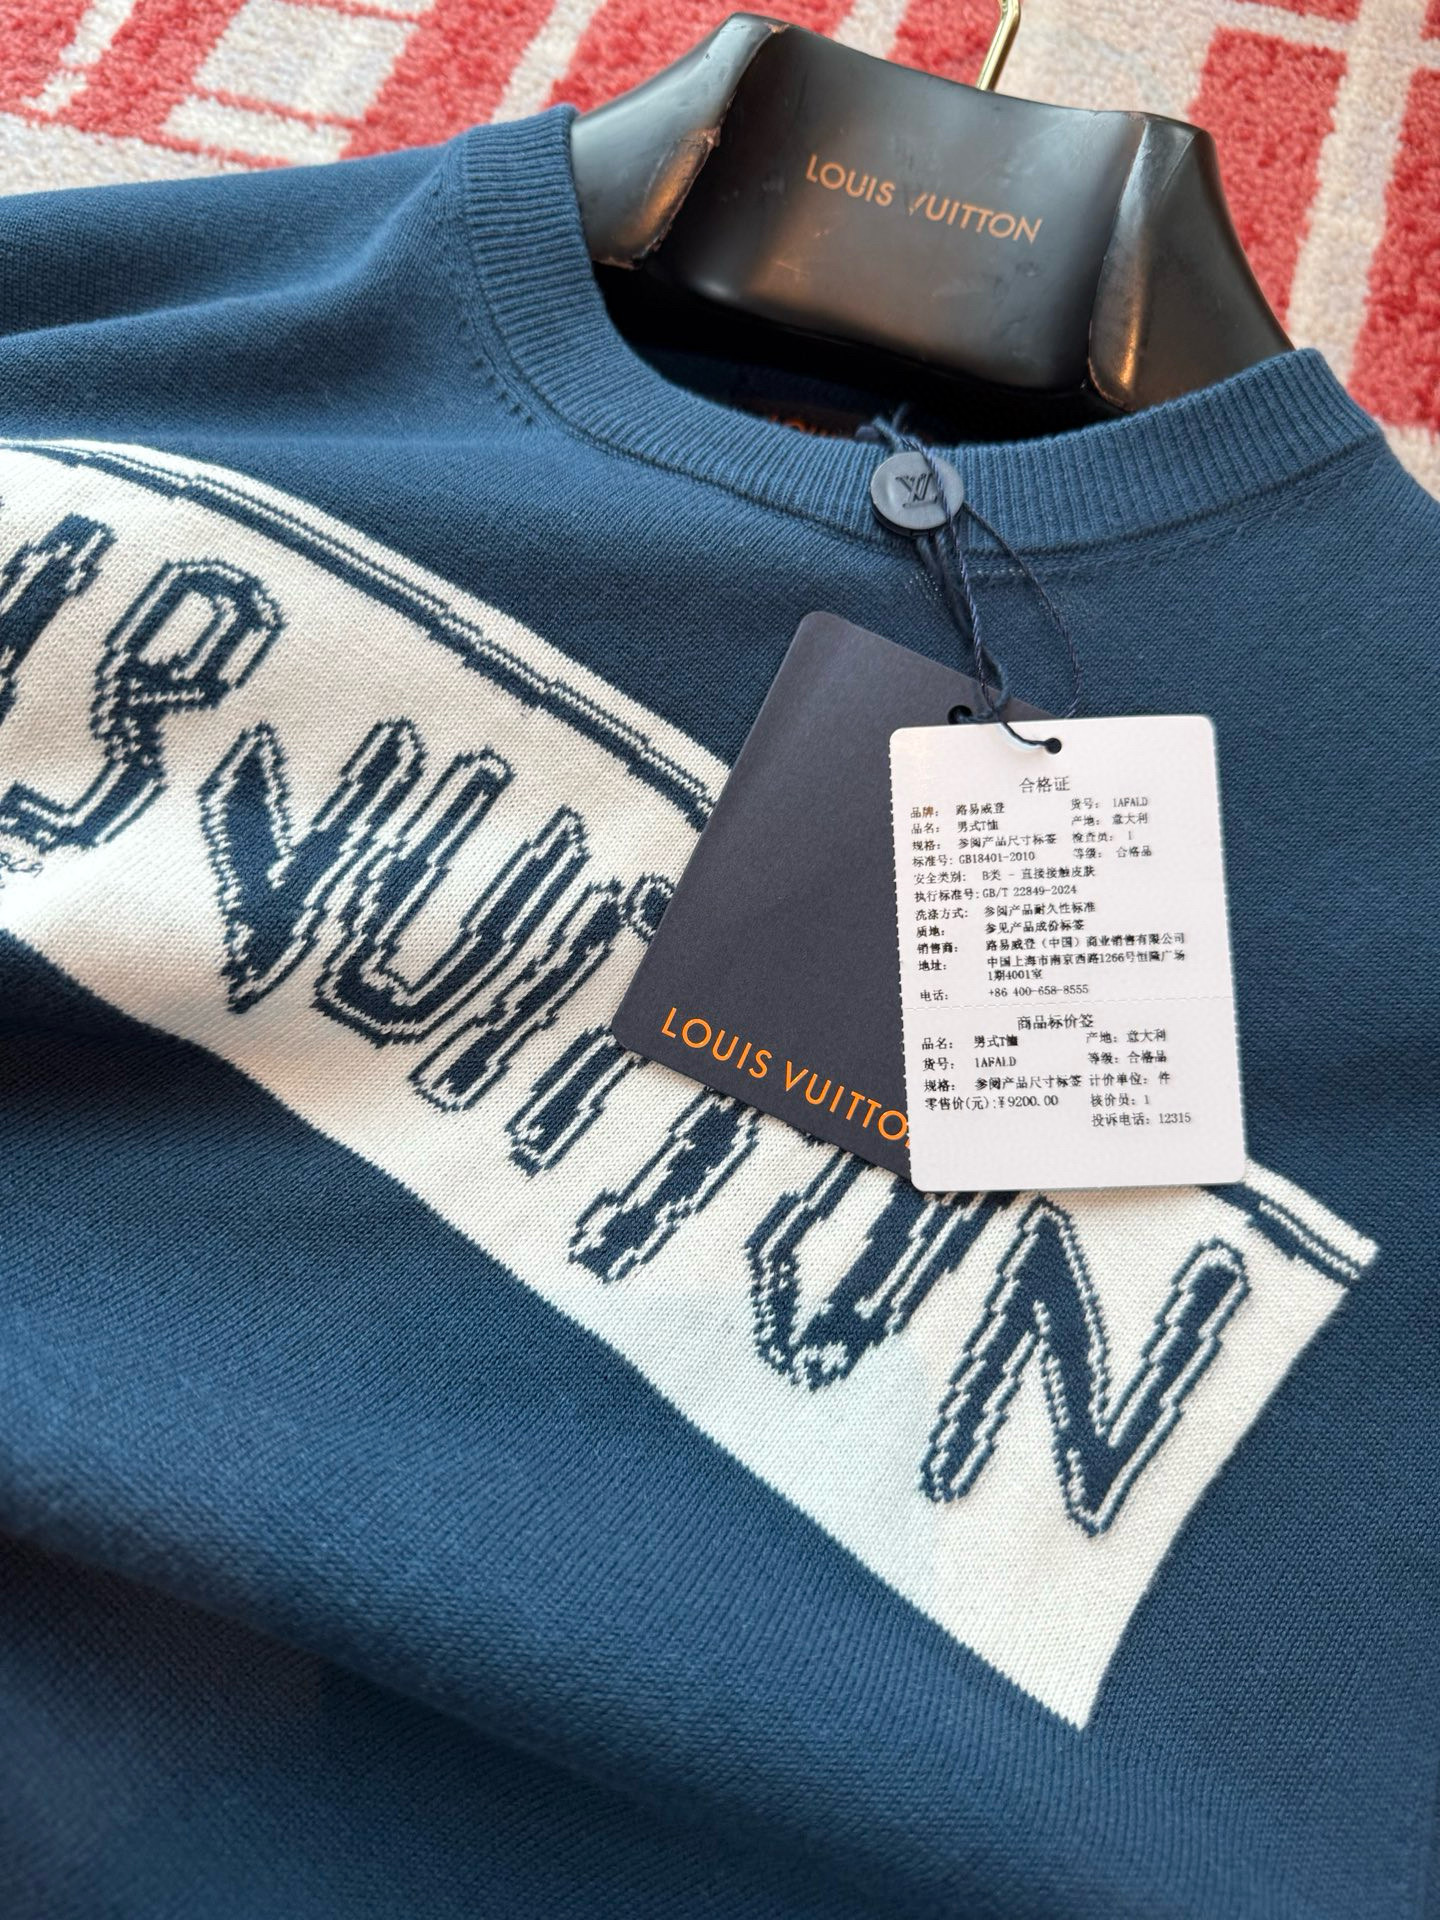 LOUIS VUITTON
LV
合格证
品牌： 路易威登 货号： 1AFALD
品名： 男式T恤 产地： 意大利
规格： 参阅产品尺寸标签 检查员： 1
标准号: GB18401-2010 等级： 合格品
安全类别： B类 - 直接接触皮肤
执行标准号: GB/T 22849-2024
洗涤方式： 参阅产品耐久性标准
质地： 参见产品成份标签
销售商： 路易威登（中国）商业销售有限公司
地址： 中国上海市南京西路1266号恒隆广场
1期4001室
电话： +86 400-658-8555
商品标价签
品名： 男式T恤 产地： 意大利
货号： 1AFALD 等级： 合格品
规格： 参阅产品尺寸标签 计价单位： 件
零售价(元):¥9200.00 核价员： 1
投诉电话： 12315
LOUIS VUITTO
IS VUITTON